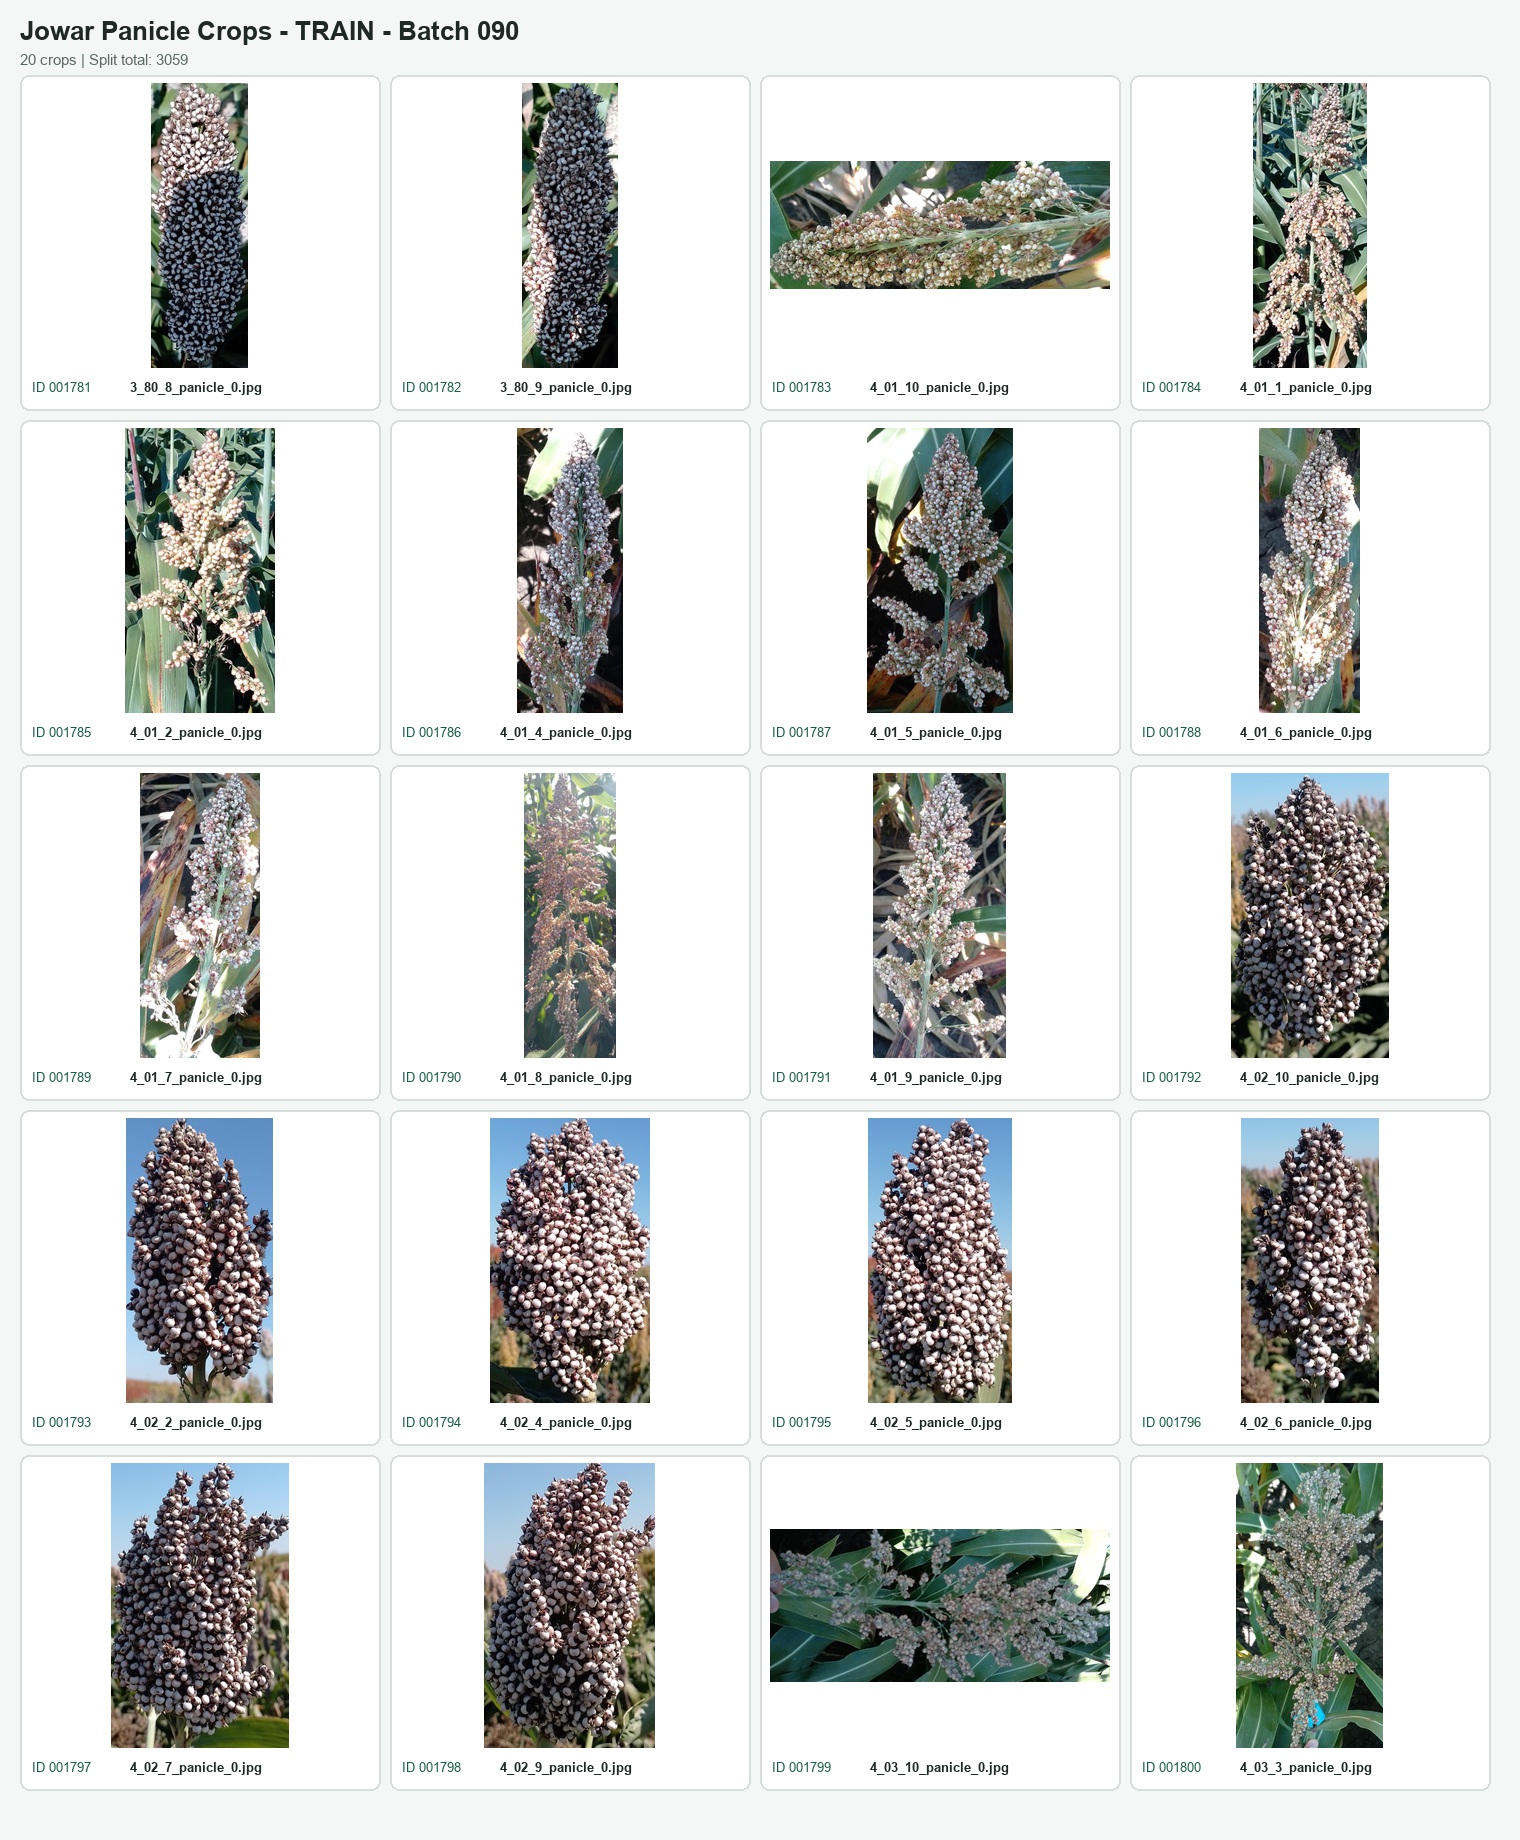 Jowar Panicle Crops - TRAIN - Batch 090
20 crops | Split total: 3059
ID 001781 3_80_8_panicle_0.jpg
ID 001782 3_80_9_panicle_0.jpg
ID 001783 4_01_10_panicle_0.jpg
ID 001784 4_01_1_panicle_0.jpg
ID 001785 4_01_2_panicle_0.jpg
ID 001786 4_01_4_panicle_0.jpg
ID 001787 4_01_5_panicle_0.jpg
ID 001788 4_01_6_panicle_0.jpg
ID 001789 4_01_7_panicle_0.jpg
ID 001790 4_01_8_panicle_0.jpg
ID 001791 4_01_9_panicle_0.jpg
ID 001792 4_02_10_panicle_0.jpg
ID 001793 4_02_2_panicle_0.jpg
ID 001794 4_02_4_panicle_0.jpg
ID 001795 4_02_5_panicle_0.jpg
ID 001796 4_02_6_panicle_0.jpg
ID 001797 4_02_7_panicle_0.jpg
ID 001798 4_02_9_panicle_0.jpg
ID 001799 4_03_10_panicle_0.jpg
ID 001800 4_03_3_panicle_0.jpg